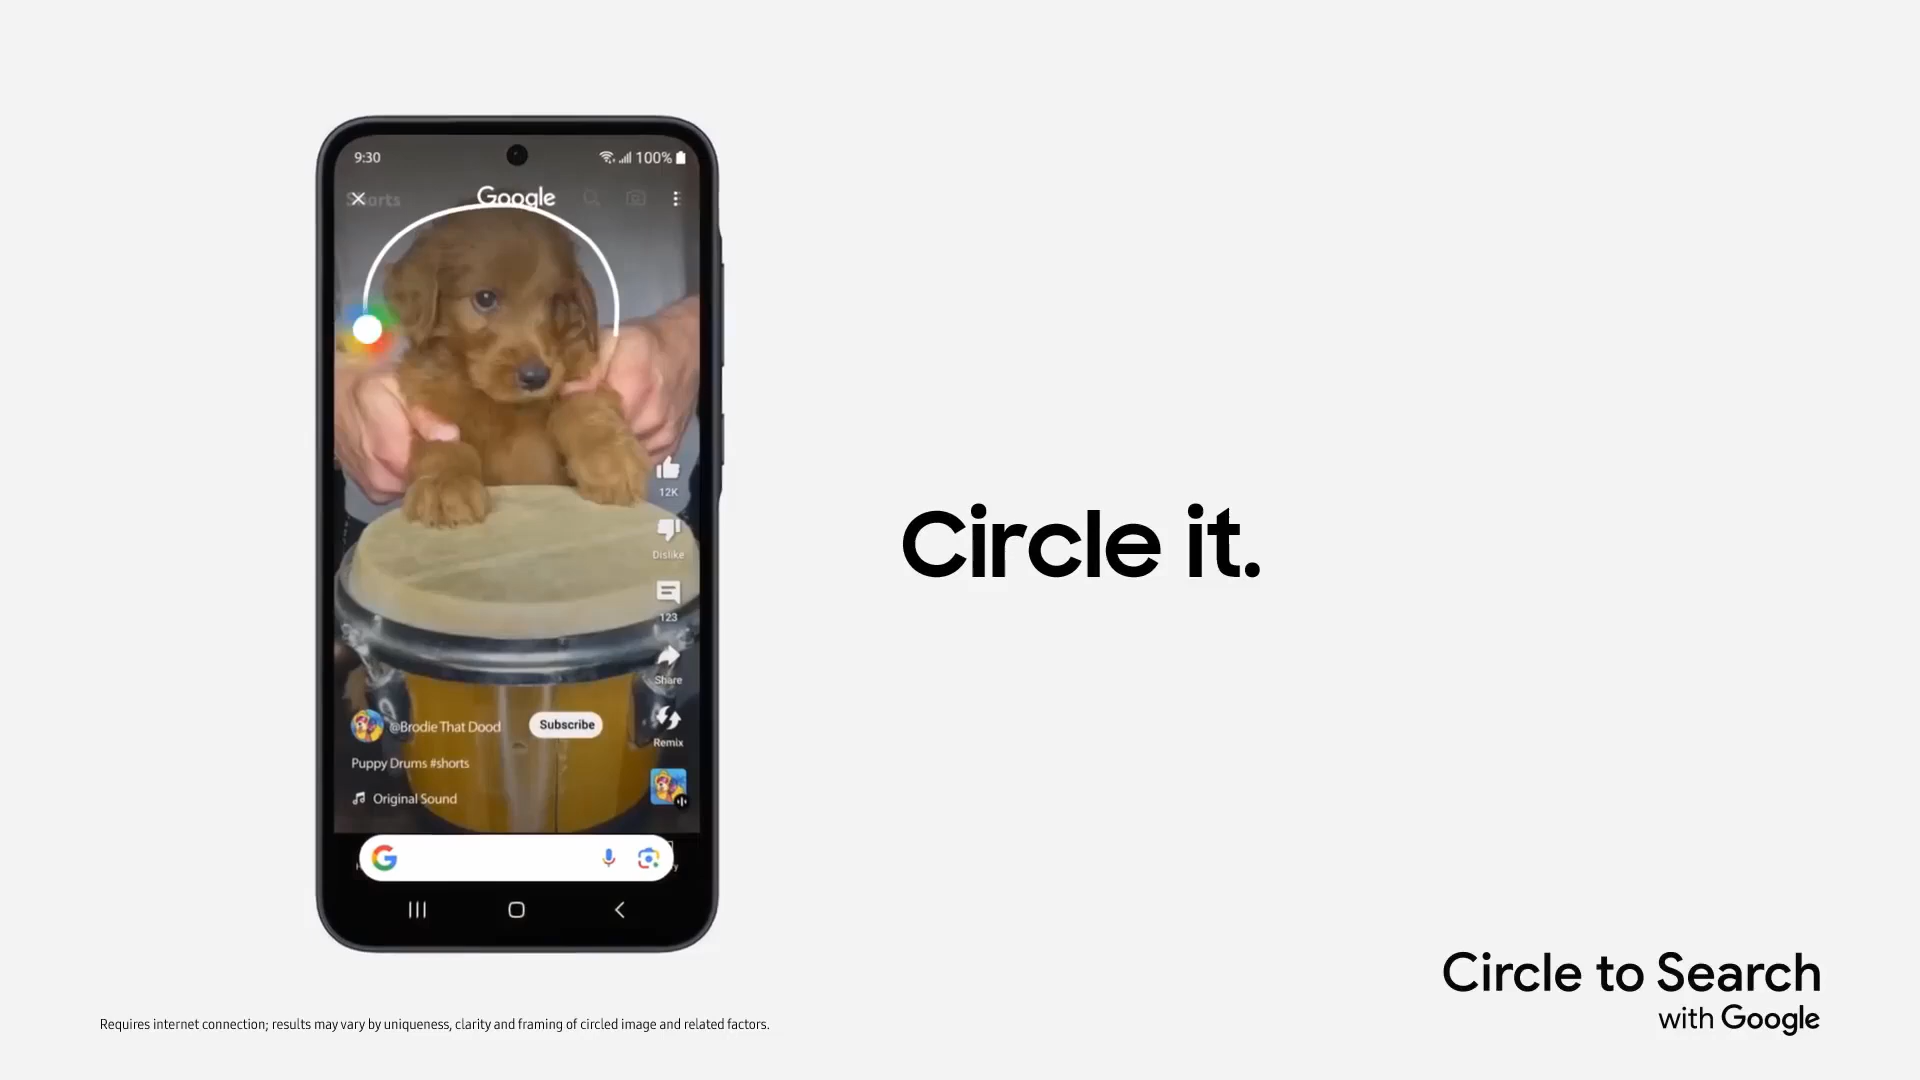 9:30
100%
Shorts
Google
12K
Dislike
123
Share
@Brodie That Dood
Subscribe
Remix
Puppy Drums #shorts
Original Sound
Circle it.
Circle to Search
with Google
Requires internet connection; results may vary by uniqueness, clarity and framing of circled image and related factors.